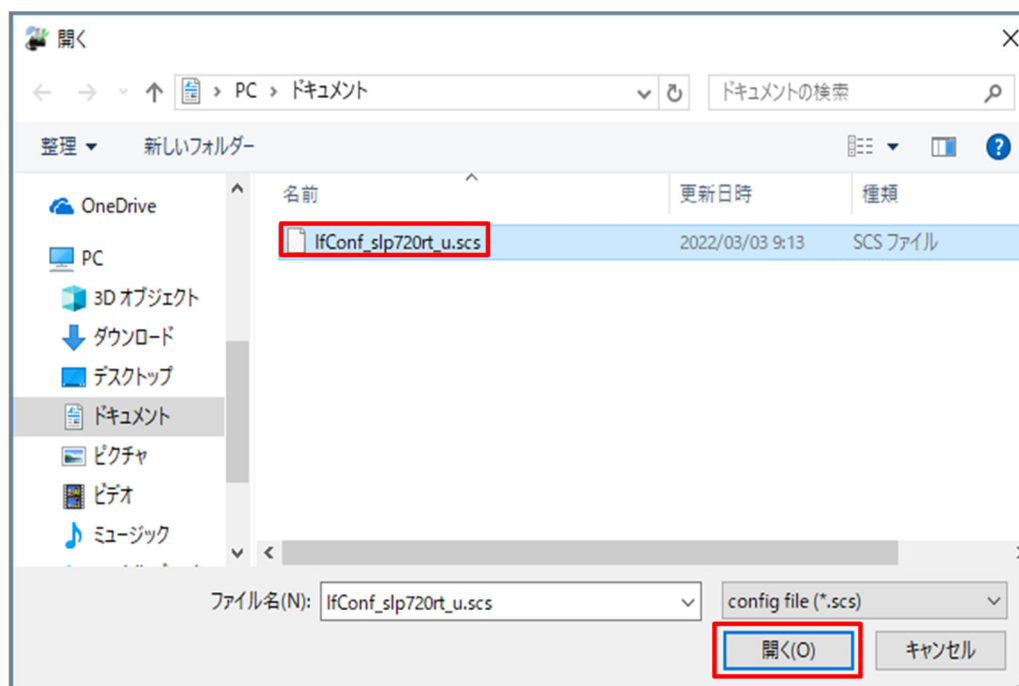 開く
PC › ドキュメント
ドキュメントの検索
整理
新しいフォルダー
OneDrive
PC
3D オブジェクト
ダウンロード
デスクトップ
ドキュメント
ピクチャ
ビデオ
ミュージック
名前
更新日時
種類
IfConf_slp720rt_u.scs
2022/03/03 9:13
SCS ファイル
ファイル名(N):
IfConf_slp720rt_u.scs
config file (*.scs)
開く(O)
キャンセル